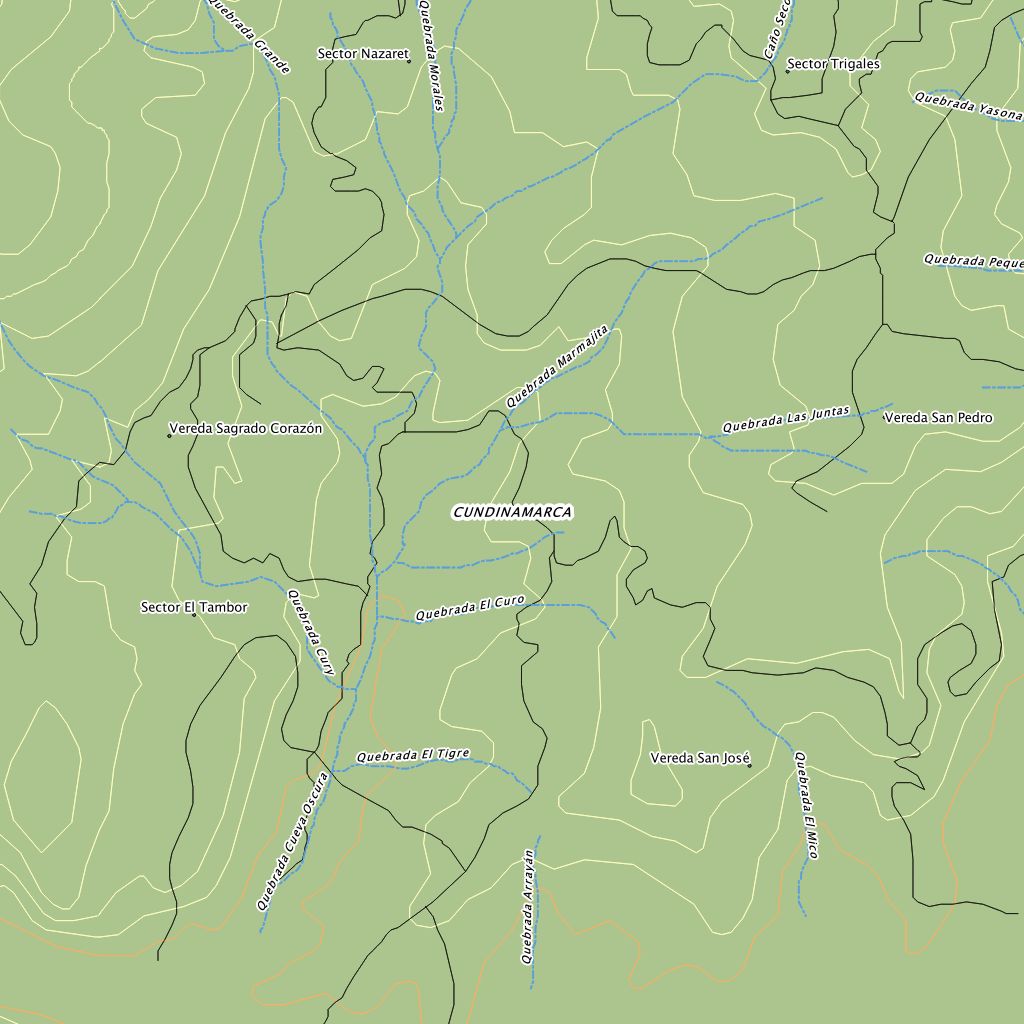 Quebrada Grande
Sector Nazaret
Quebrada Morales
Caño Seco
Sector Trigales
Quebrada Yasona
Quebrada Peque
Quebrada Marmajita
Quebrada Las Juntas
Vereda San Pedro
Vereda Sagrado Corazón
CUNDINAMARCA
Sector El Tambor
Quebrada El Curo
Quebrada Cury
Quebrada El Tigre
Vereda San José
Quebrada El Mico
Quebrada Cueva Oscura
Quebrada Arrayán